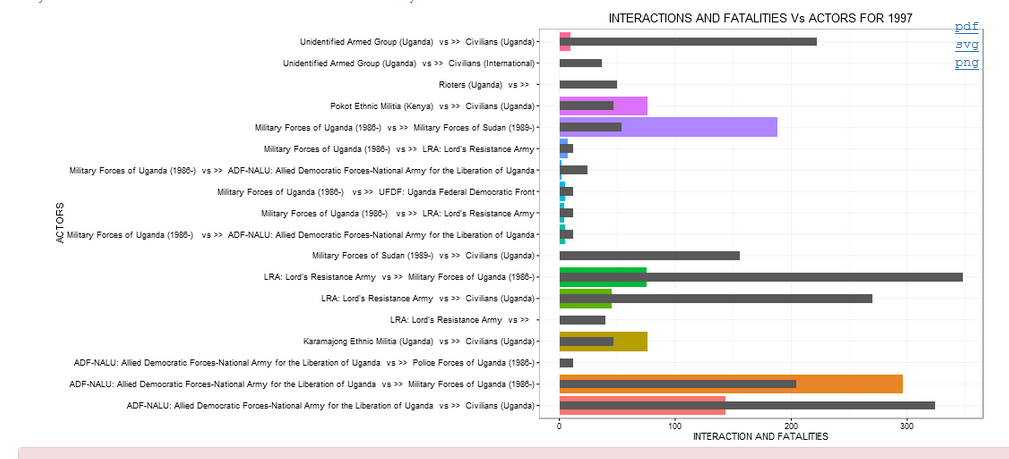 INTERACTIONS AND FATALITIES Vs ACTORS FOR 1997
pdf
svg
png
Unidentified Armed Group (Uganda) vs >> Civilians (Uganda)
Unidentified Armed Group (Uganda) vs >> Civilians (International)
Rioters (Uganda) vs >>
Pokot Ethnic Militia (Kenya) vs >> Civilians (Uganda)
Military Forces of Uganda (1986-) vs >> Military Forces of Sudan (1989-)
Military Forces of Uganda (1986-) vs >> LRA: Lord's Resistance Army
Military Forces of Uganda (1986-) vs >> ADF-NALU: Allied Democratic Forces-National Army for the Liberation of Uganda
Military Forces of Uganda (1986-) vs >> UFDF: Uganda Federal Democratic Front
Military Forces of Uganda (1986-) vs >> LRA: Lord's Resistance Army
Military Forces of Uganda (1986-) vs >> ADF-NALU: Allied Democratic Forces-National Army for the Liberation of Uganda
Military Forces of Sudan (1989-) vs >> Civilians (Uganda)
LRA: Lord's Resistance Army vs >> Military Forces of Uganda (1986-)
LRA: Lord's Resistance Army vs >> Civilians (Uganda)
LRA: Lord's Resistance Army vs >>
Karamajong Ethnic Militia (Uganda) vs >> Civilians (Uganda)
ADF-NALU: Allied Democratic Forces-National Army for the Liberation of Uganda vs >> Police Forces of Uganda (1986-)
ADF-NALU: Allied Democratic Forces-National Army for the Liberation of Uganda vs >> Military Forces of Uganda (1986-)
ADF-NALU: Allied Democratic Forces-National Army for the Liberation of Uganda vs >> Civilians (Uganda)
ACTORS
0 100 200 300
INTERACTION AND FATALITIES